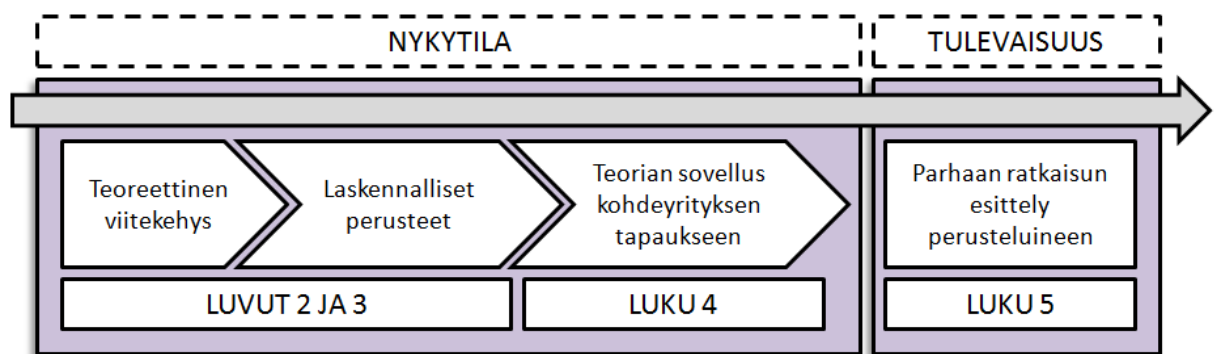 NYKYTILA
TULEVAISUUS
Teoreettinen
viitekehys
Laskennalliset
perusteet
Teorian sovellus
kohdeyrityksen
tapaukseen
Parhaan ratkaisun
esittely
perusteluineen
LUVUT 2 JA 3
LUKU 4
LUKU 5